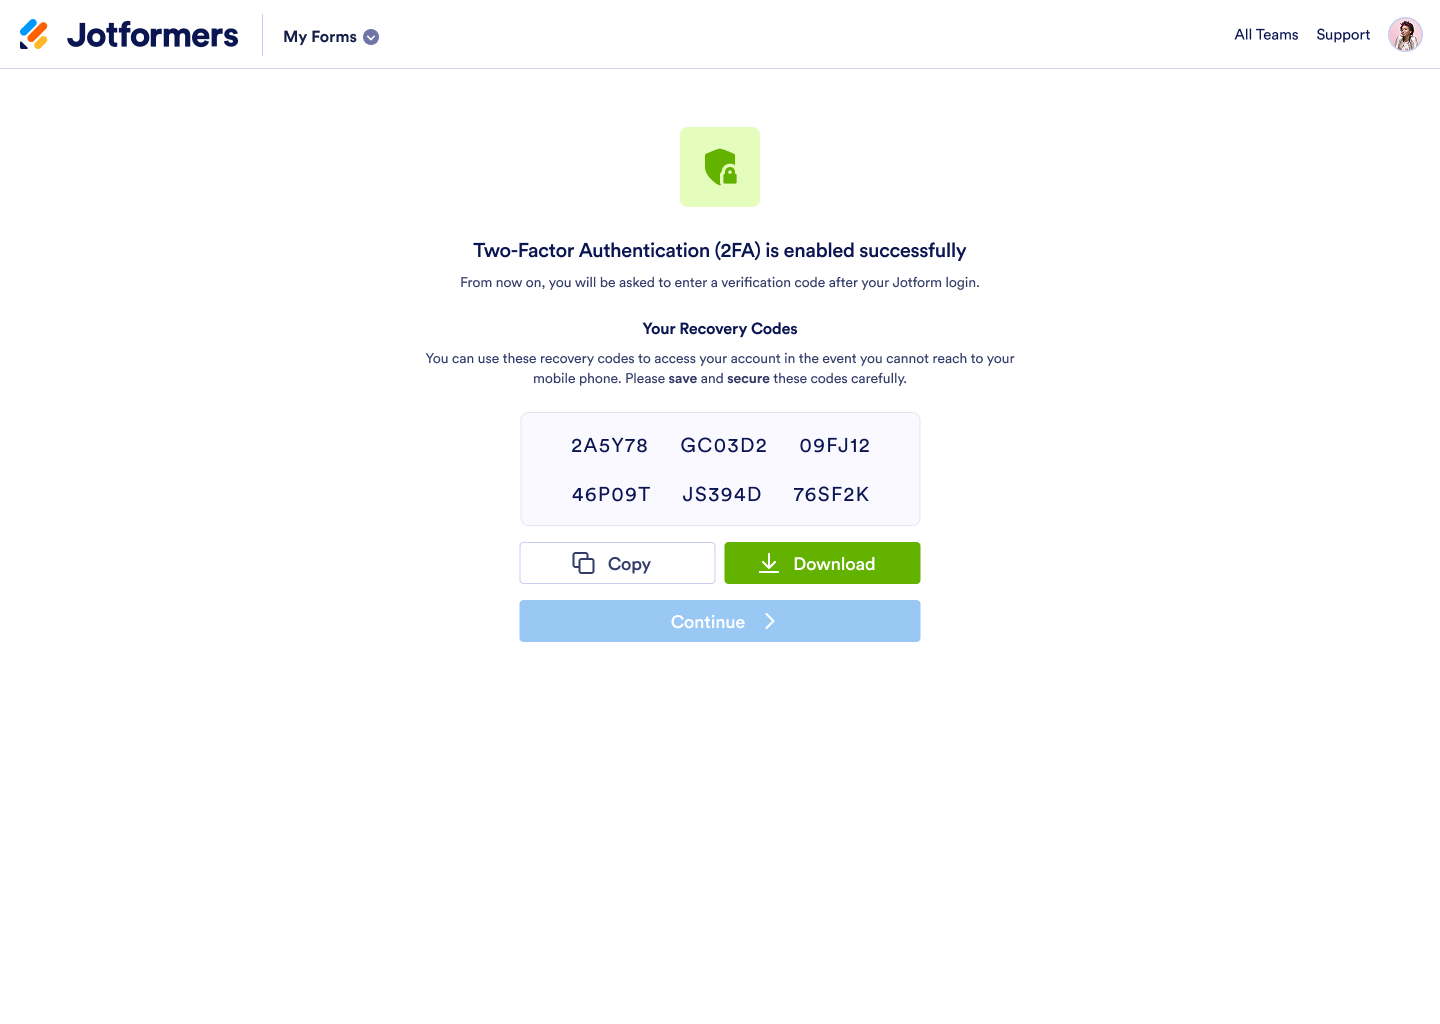 Jotformers
My Forms
All Teams
Support
Two-Factor Authentication (2FA) is enabled successfully
From now on, you will be asked to enter a verification code after your Jotform login.
Your Recovery Codes
You can use these recovery codes to access your account in the event you cannot reach to your
mobile phone. Please save and secure these codes carefully.
2A5Y78 GC03D2 09FJ12
46P09T JS394D 76SF2K
Copy
Download
Continue